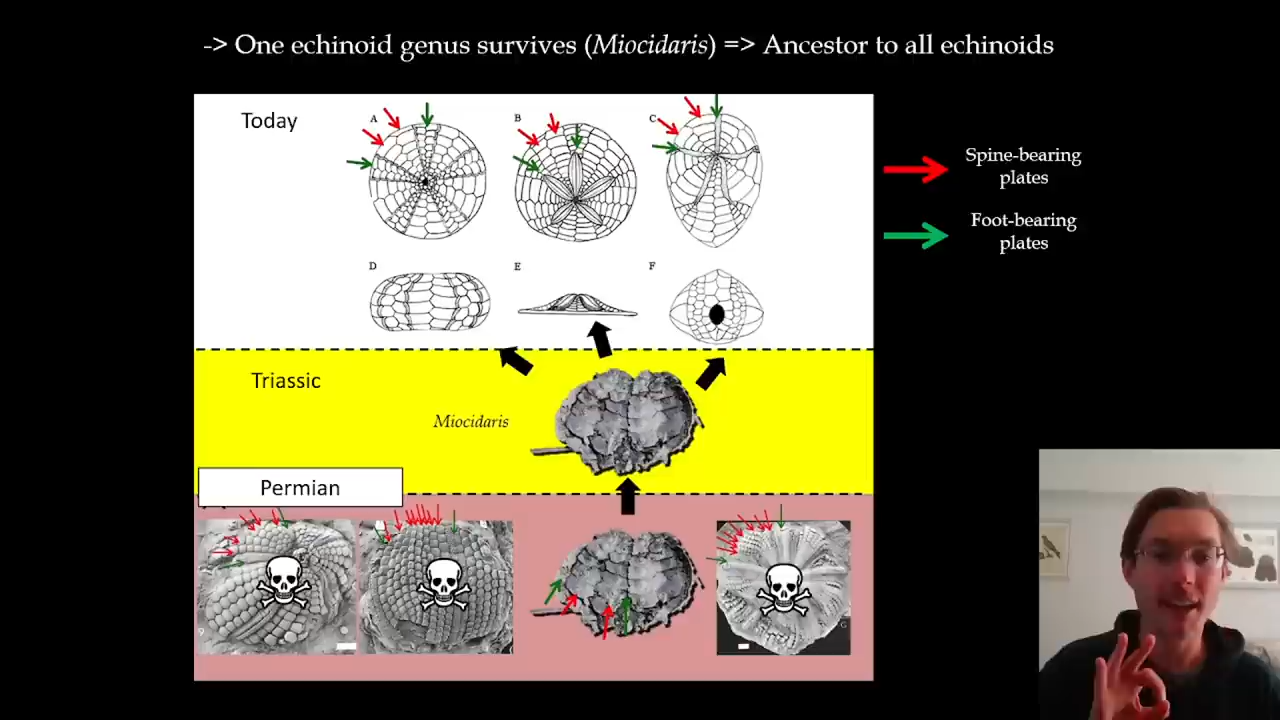 -> One echinoid genus survives (Miocidaris) => Ancestor to all echinoids
Today
A
B
C
D
E
F
Spine-bearing
plates
Foot-bearing
plates
Triassic
Miocidaris
Permian
9
G